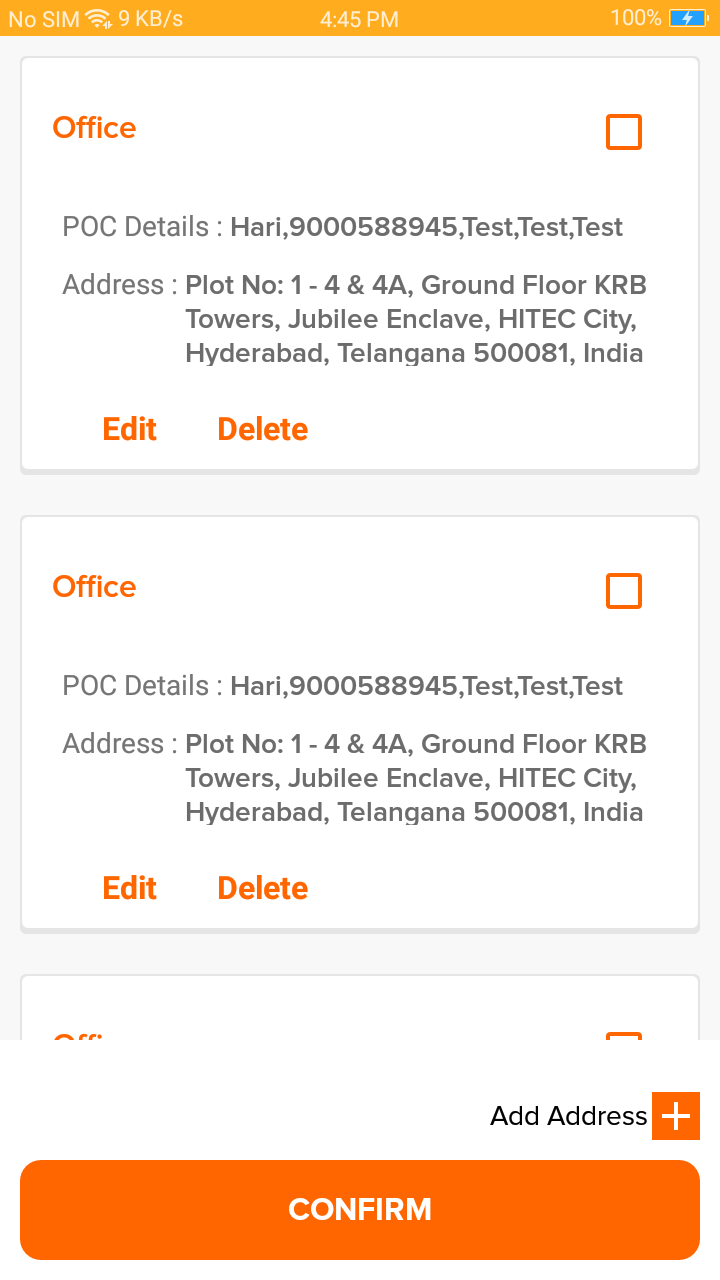 No SIM 9 KB/s 4:45 PM 100%
Office
POC Details : Hari,9000588945,Test,Test,Test
Address : Plot No: 1 - 4 & 4A, Ground Floor KRB
Towers, Jubilee Enclave, HITEC City,
Hyderabad, Telangana 500081, India
Edit Delete
Office
POC Details : Hari,9000588945,Test,Test,Test
Address : Plot No: 1 - 4 & 4A, Ground Floor KRB
Towers, Jubilee Enclave, HITEC City,
Hyderabad, Telangana 500081, India
Edit Delete
Add Address
CONFIRM